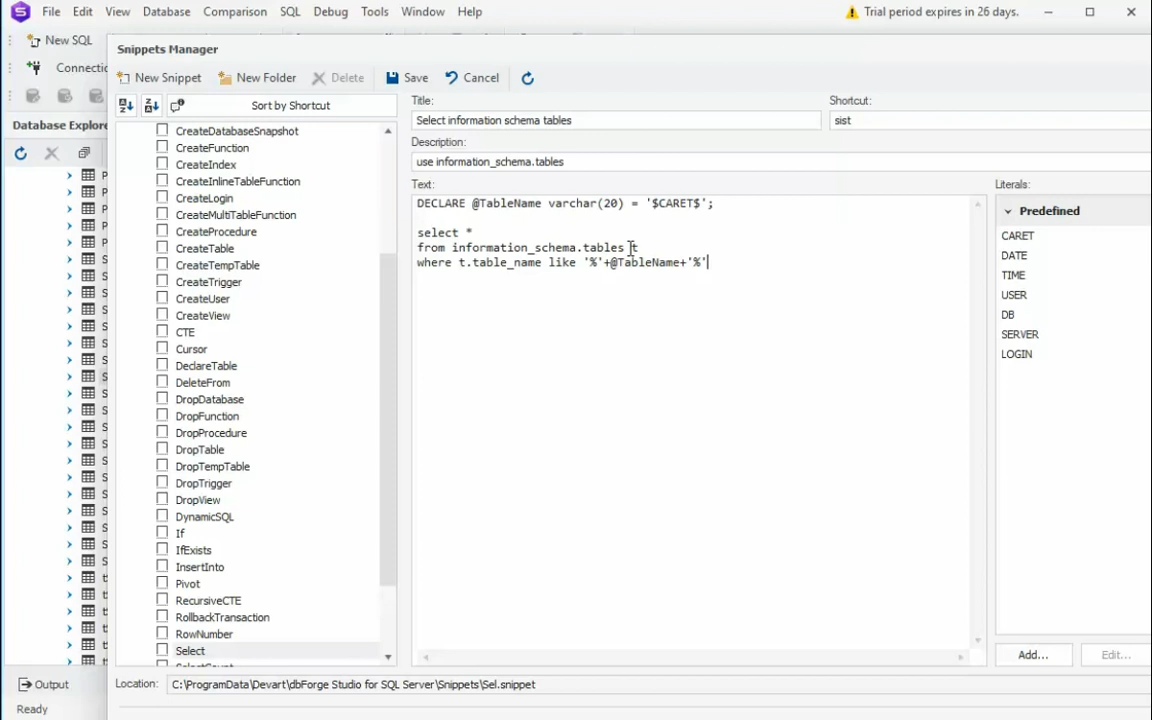 File Edit View Database Comparison SQL Debug Tools Window Help
Trial period expires in 26 days.
New SQL
Snippets Manager
Connectio
New Snippet New Folder Delete Save Cancel
Sort by Shortcut
Title:
Shortcut:
Select information schema tables
sist
Database Explore
Description:
use information_schema.tables
Text:
Literals:
DECLARE @TableName varchar(20) = '$CARET$';
select *
from information_schema.tables t
where t.table_name like '%'+@TableName+'%'
Predefined
CARET
DATE
TIME
USER
DB
SERVER
LOGIN
CreateDatabaseSnapshot
CreateFunction
CreateIndex
CreateInlineTableFunction
CreateLogin
CreateMultiTableFunction
CreateProcedure
CreateTable
CreateTempTable
CreateTrigger
CreateUser
CreateView
CTE
Cursor
DeclareTable
DeleteFrom
DropDatabase
DropFunction
DropProcedure
DropTable
DropTempTable
DropTrigger
DropView
DynamicSQL
If
IfExists
InsertInto
Pivot
RecursiveCTE
RollbackTransaction
RowNumber
Select
Add... Edit...
Output
Location: C:\ProgramData\Devart\dbForge Studio for SQL Server\Snippets\Sel.snippet
Ready